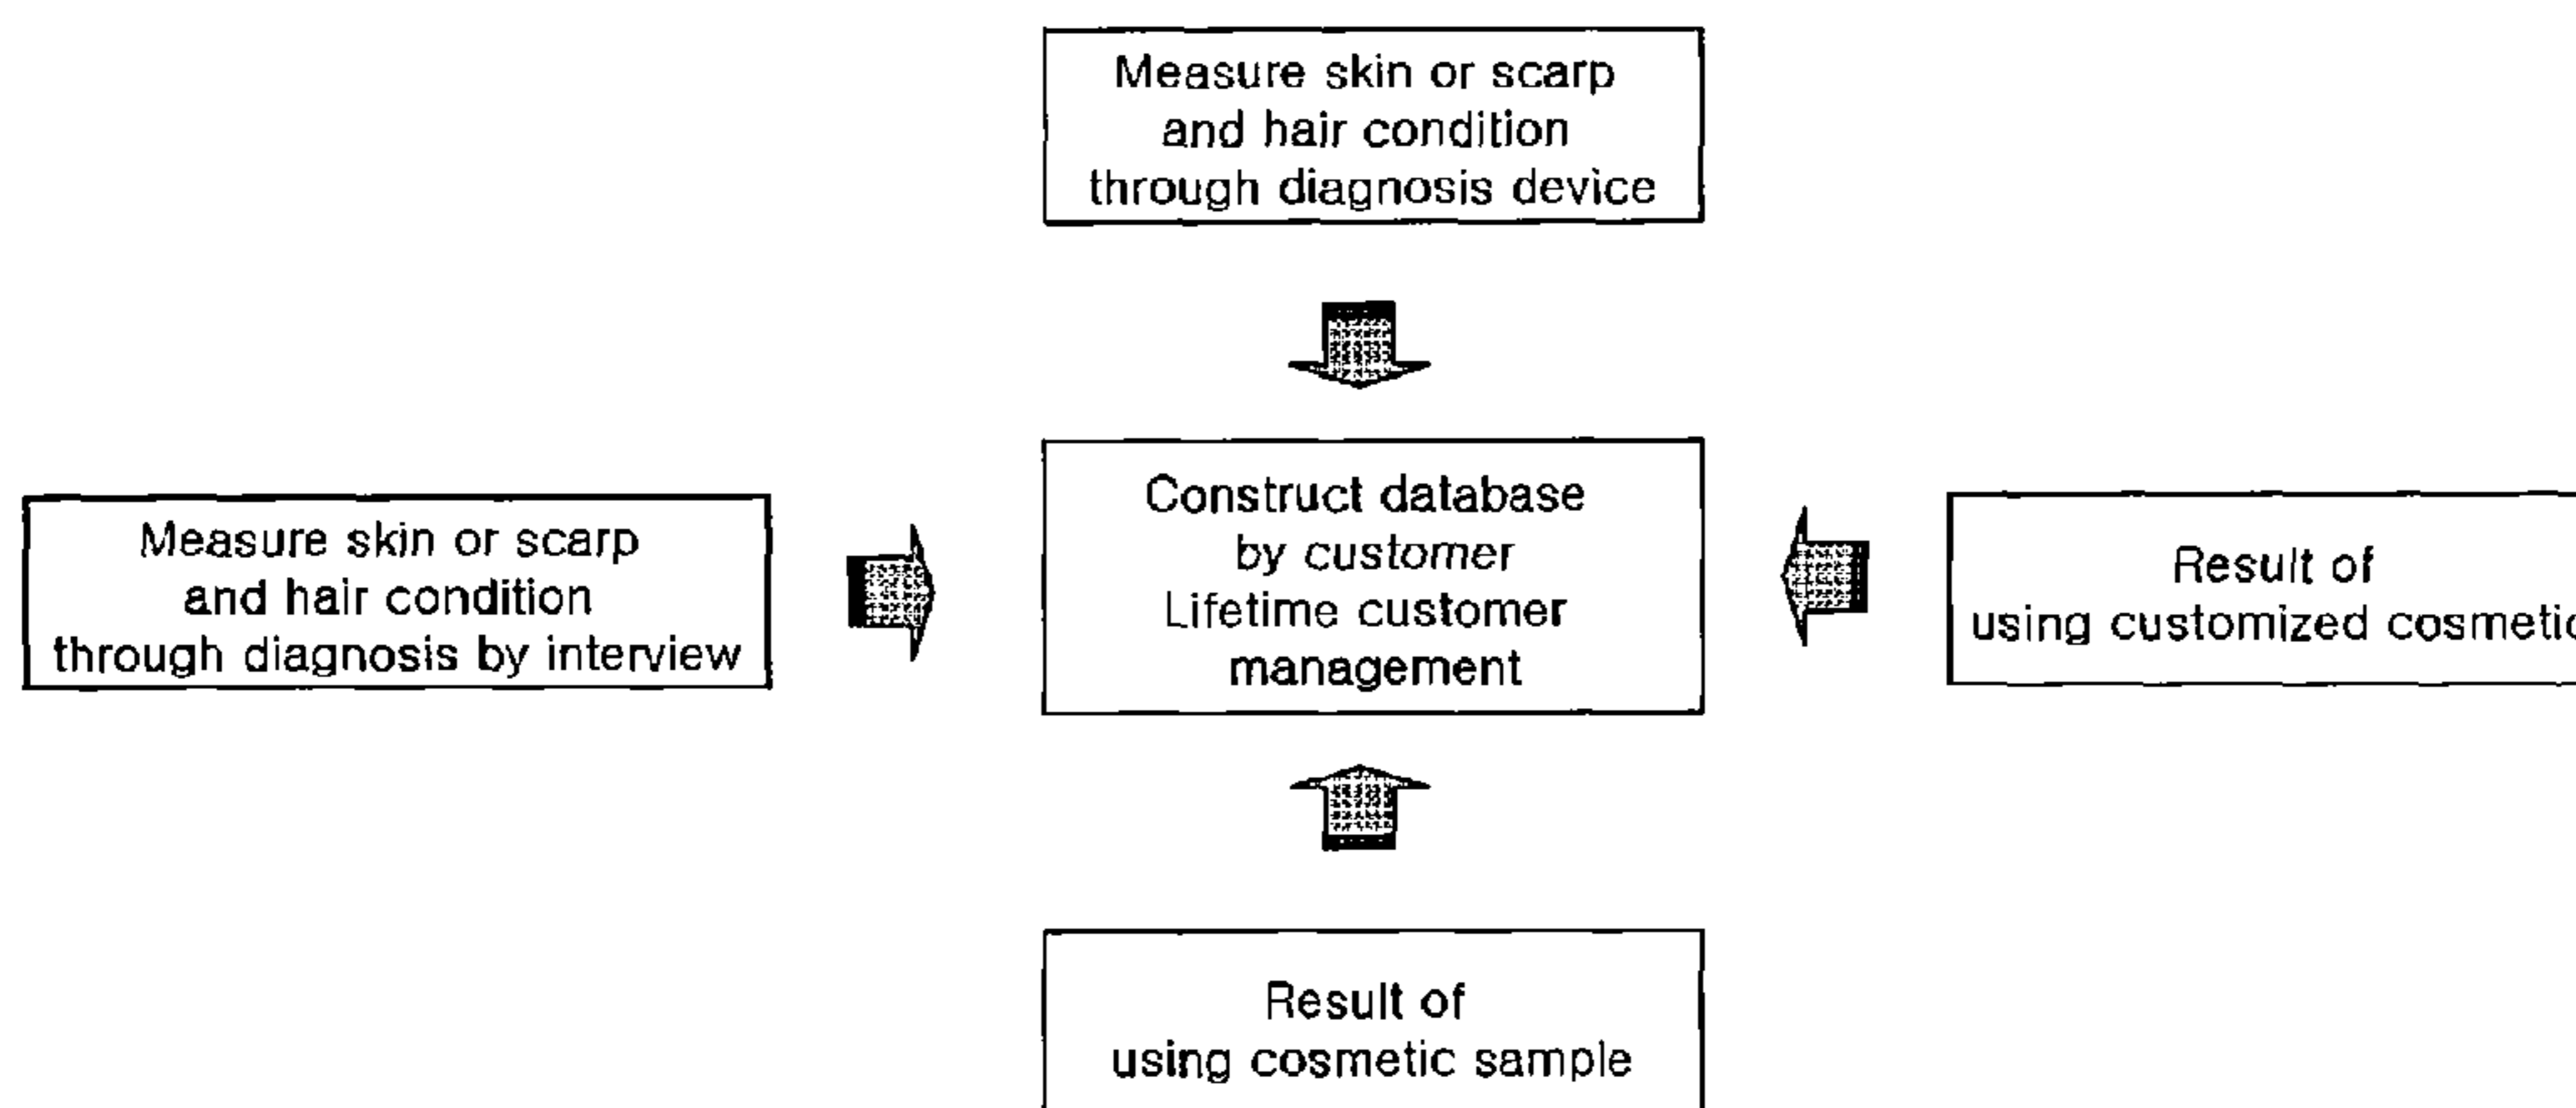 Measure skin or scarp
and hair condition
through diagnosis device
Measure skin or scarp
and hair condition
through diagnosis by interview
Construct database
by customer
Lifetime customer
management
Result of
using customized cosmetic
Result of
using cosmetic sample